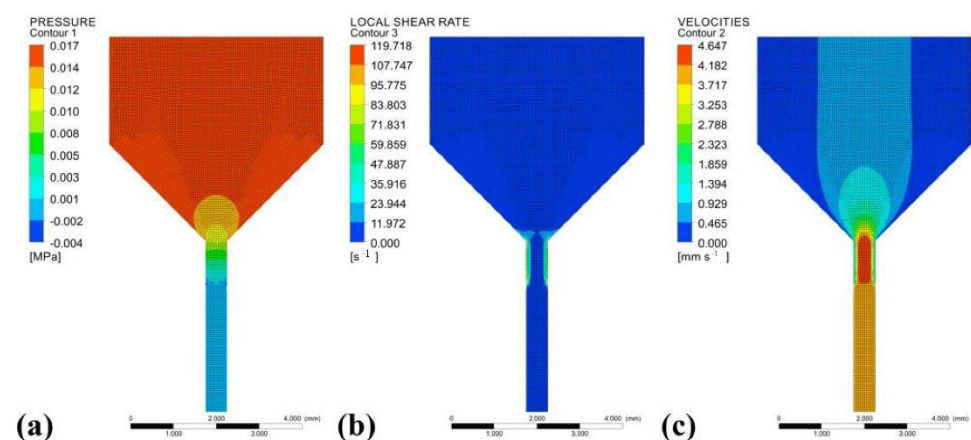 PRESSURE
Contour 1
0.017
0.014
0.012
0.010
0.008
0.005
0.003
0.001
-0.002
-0.004
[MPa]
(a)
0 2.000 4.000 (mm)
1.000 3.000
LOCAL SHEAR RATE
Contour 3
119.718
107.747
95.775
83.803
71.831
59.859
47.887
35.916
23.944
11.972
0.000
[s⁻¹ ]
(b)
0 2.000 4.000 (mm)
1.000 3.000
VELOCITIES
Contour 2
4.647
4.182
3.717
3.253
2.788
2.323
1.859
1.394
0.929
0.465
0.000
[mm s⁻¹ ]
(c)
0 2.000 4.000 (mm)
1.000 3.000